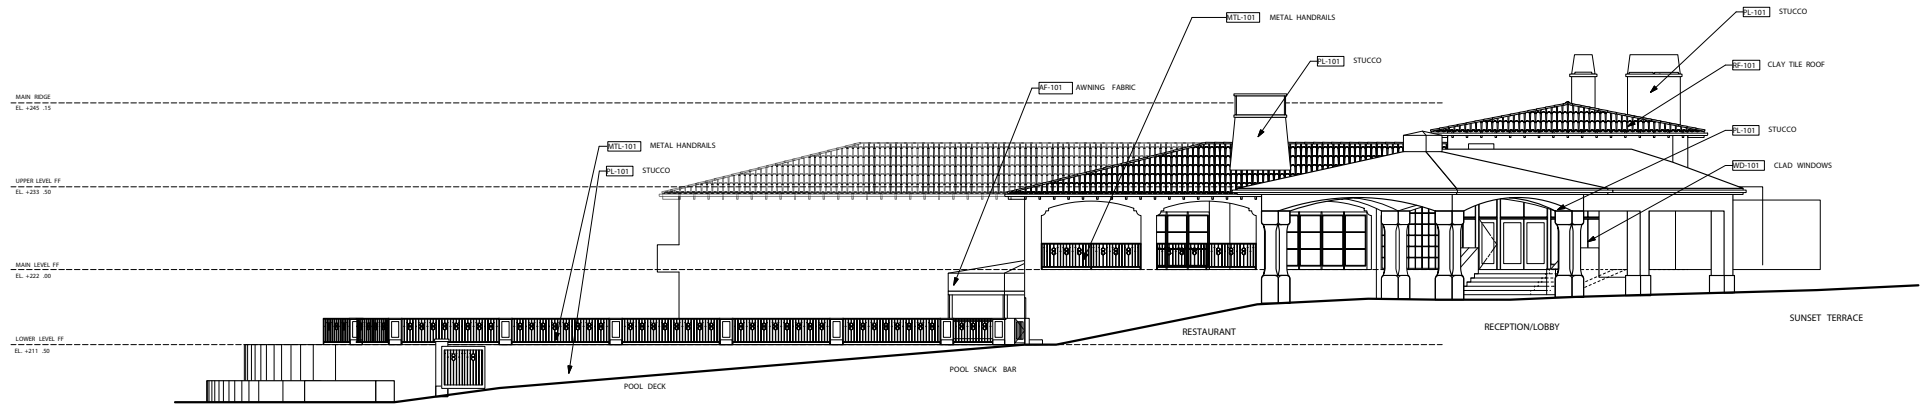 PL-101 STUCCO
MTL-101 METAL HANDRAILS
PL-101 STUCCO
RF-101 CLAY TILE ROOF
AF-101 AWNING FABRIC
MAIN RIDGE
EL. +245 .15
PL-101 STUCCO
MTL-101 METAL HANDRAILS
WD-101 CLAD WINDOWS
PL-101 STUCCO
UPPER LEVEL FF
EL. +233 .50
MAIN LEVEL FF
EL. +222 .00
SUNSET TERRACE
RECEPTION/LOBBY
RESTAURANT
LOWER LEVEL FF
EL. +211 .50
POOL SNACK BAR
POOL DECK